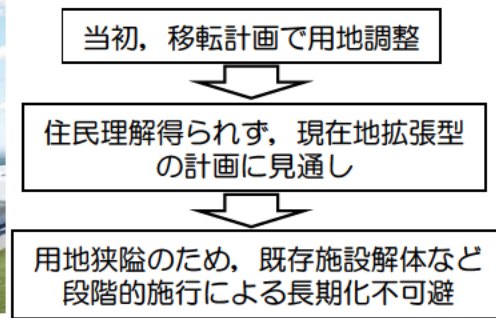 当初，移転計画で用地調整
住民理解得られず，現在地拡張型
の計画に見通し
用地狭隘のため，既存施設解体など
段階的施行による長期化不可避